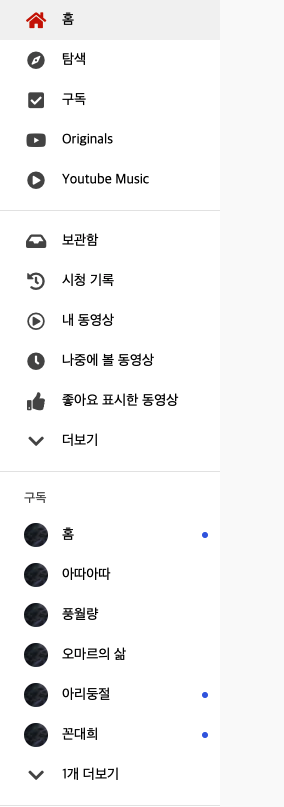 홈
탐색
구독
Originals
Youtube Music
보관함
시청 기록
내 동영상
나중에 볼 동영상
좋아요 표시한 동영상
더보기
구독
홈
아따아따
풍월량
오마르의 삶
아리둥절
꼰대희
1개 더보기